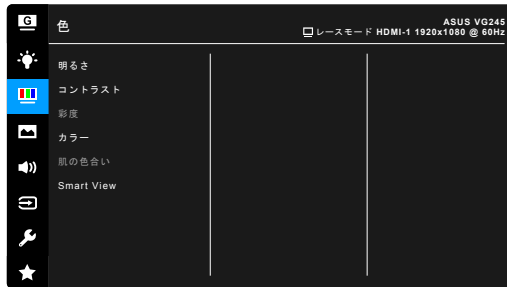 G
色
ASUS VG245
レースモード HDMI-1 1920x1080 @ 60Hz
明るさ
コントラスト
彩度
カラー
肌の色合い
Smart View